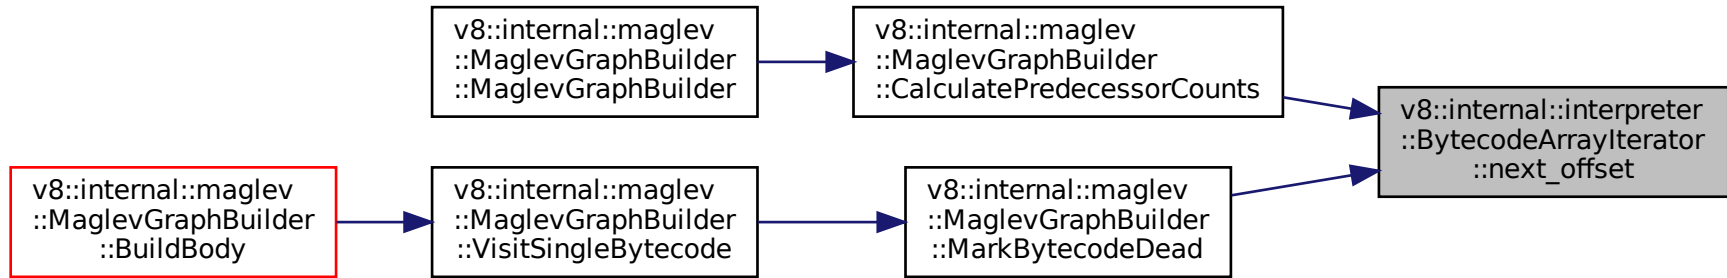 v8::internal::maglev
::MaglevGraphBuilder
::MaglevGraphBuilder
v8::internal::maglev
::MaglevGraphBuilder
::CalculatePredecessorCounts
v8::internal::interpreter
::BytecodeArrayIterator
::next_offset
v8::internal::maglev
::MaglevGraphBuilder
::BuildBody
v8::internal::maglev
::MaglevGraphBuilder
::VisitSingleBytecode
v8::internal::maglev
::MaglevGraphBuilder
::MarkBytecodeDead